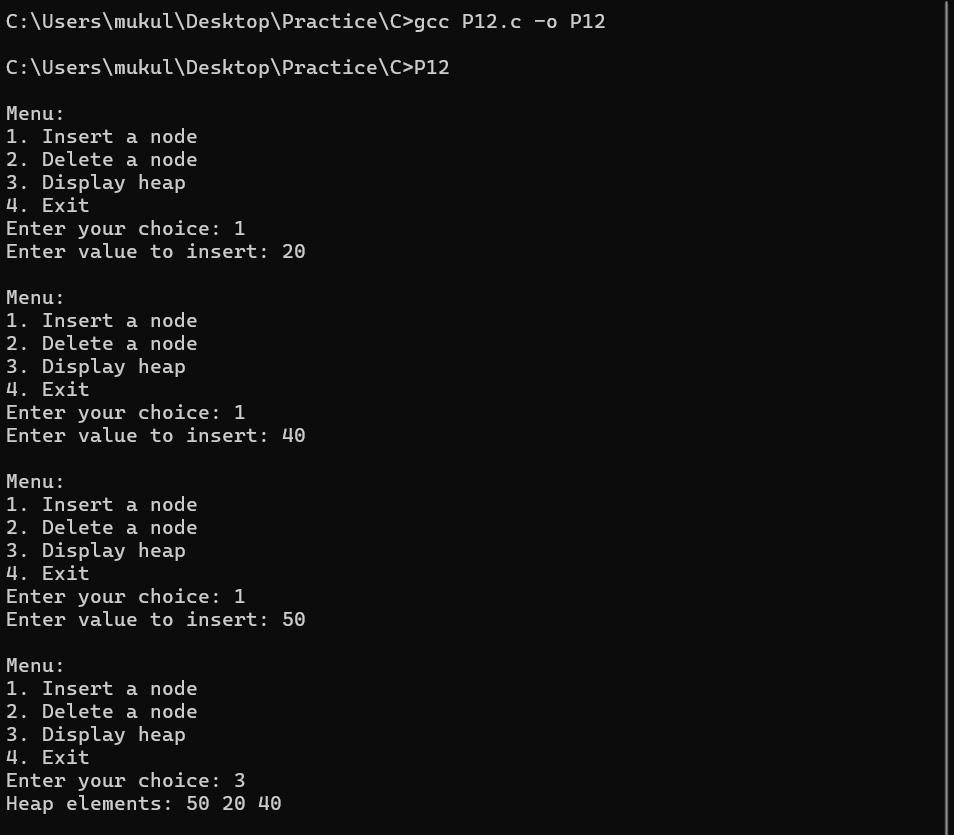 C:\Users\mukul\Desktop\Practice\C>gcc P12.c -o P12
C:\Users\mukul\Desktop\Practice\C>P12
Menu:
1. Insert a node
2. Delete a node
3. Display heap
4. Exit
Enter your choice: 1
Enter value to insert: 20
Menu:
1. Insert a node
2. Delete a node
3. Display heap
4. Exit
Enter your choice: 1
Enter value to insert: 40
Menu:
1. Insert a node
2. Delete a node
3. Display heap
4. Exit
Enter your choice: 1
Enter value to insert: 50
Menu:
1. Insert a node
2. Delete a node
3. Display heap
4. Exit
Enter your choice: 3
Heap elements: 50 20 40